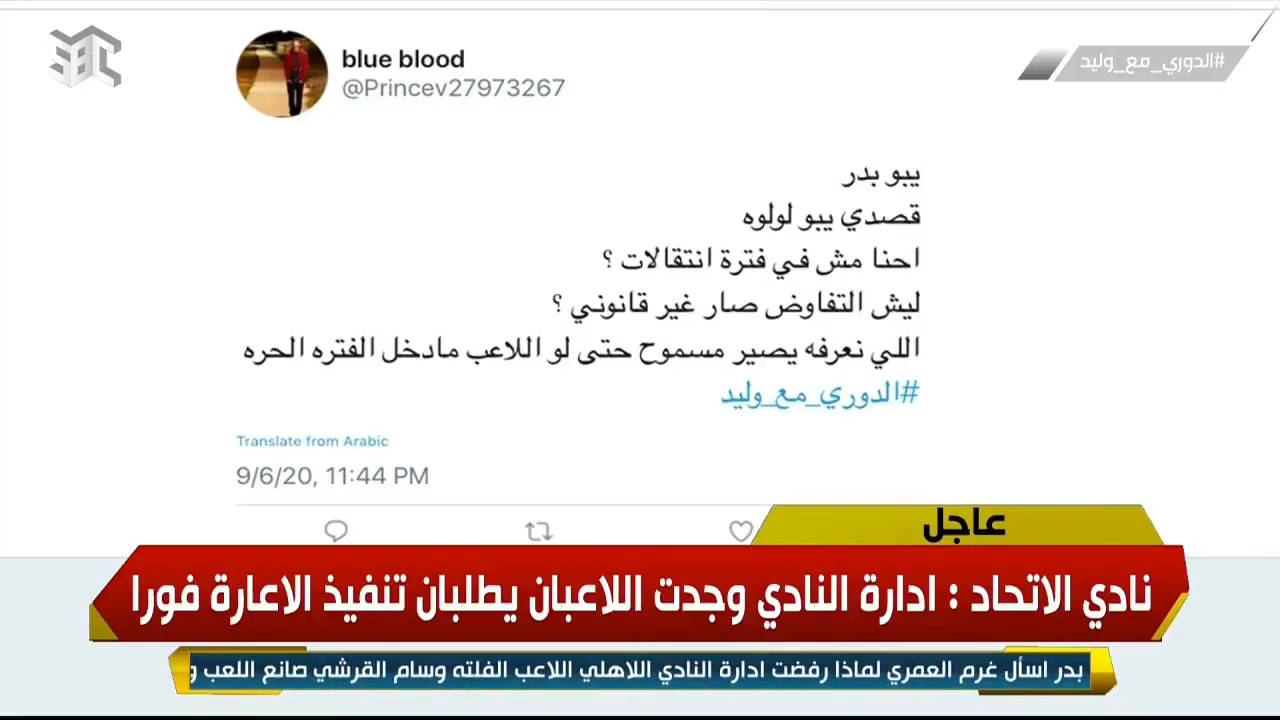 SBC
#الدوري_مع_وليد
blue blood
@Princev27973267
يبو بدر
قصدي يبو لولوه
احنا مش في فترة انتقالات ؟
ليش التفاوض صار غير قانوني ؟
اللي نعرفه يصير مسموح حتى لو اللاعب مادخل الفتره الحره
#الدوري_مع_وليد
Translate from Arabic
9/6/20, 11:44 PM
عاجل
نادي الاتحاد : ادارة النادي وجدت اللاعبان يطلبان تنفيذ الاعارة فورا
بدر اسأل غرم العمري لماذا رفضت ادارة النادي اللاهلي اللاعب الفلته وسام القرشي صانع اللعب و